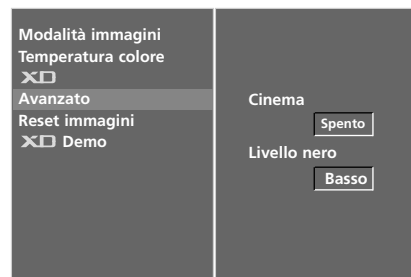 Modalità immagini
Temperatura colore
XD
Avanzato
Reset immagini
XD Demo
Cinema
Spento
Livello nero
Basso